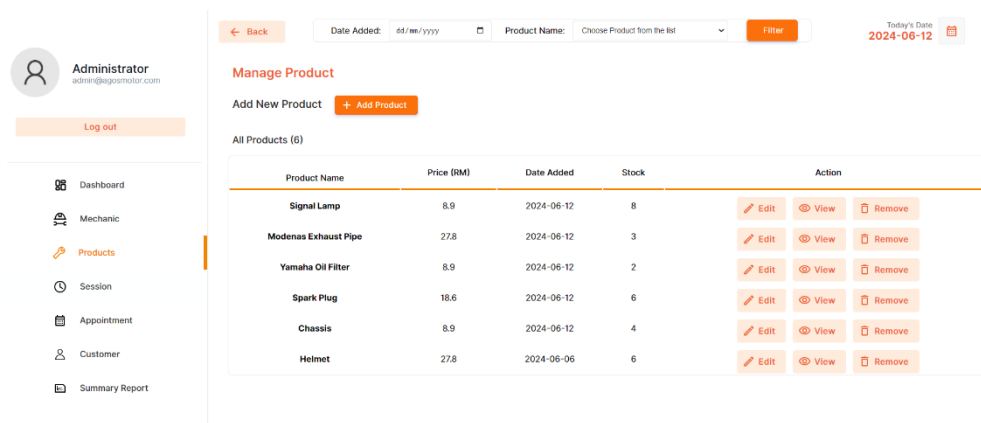 ← Back
Date Added: dd/mm/yyyy
Product Name: Choose Product from the list
Filter
Today's Date
2024-06-12
Administrator
admin@agosmotor.com
Log out
Dashboard
Mechanic
Products
Session
Appointment
Customer
Summary Report
Manage Product
Add New Product + Add Product
All Products (6)
Product Name Price (RM) Date Added Stock Action
Signal Lamp 8.9 2024-06-12 8 Edit View Remove
Modenas Exhaust Pipe 27.8 2024-06-12 3 Edit View Remove
Yamaha Oil Filter 8.9 2024-06-12 2 Edit View Remove
Spark Plug 18.6 2024-06-12 6 Edit View Remove
Chassis 8.9 2024-06-12 4 Edit View Remove
Helmet 27.8 2024-06-06 6 Edit View Remove